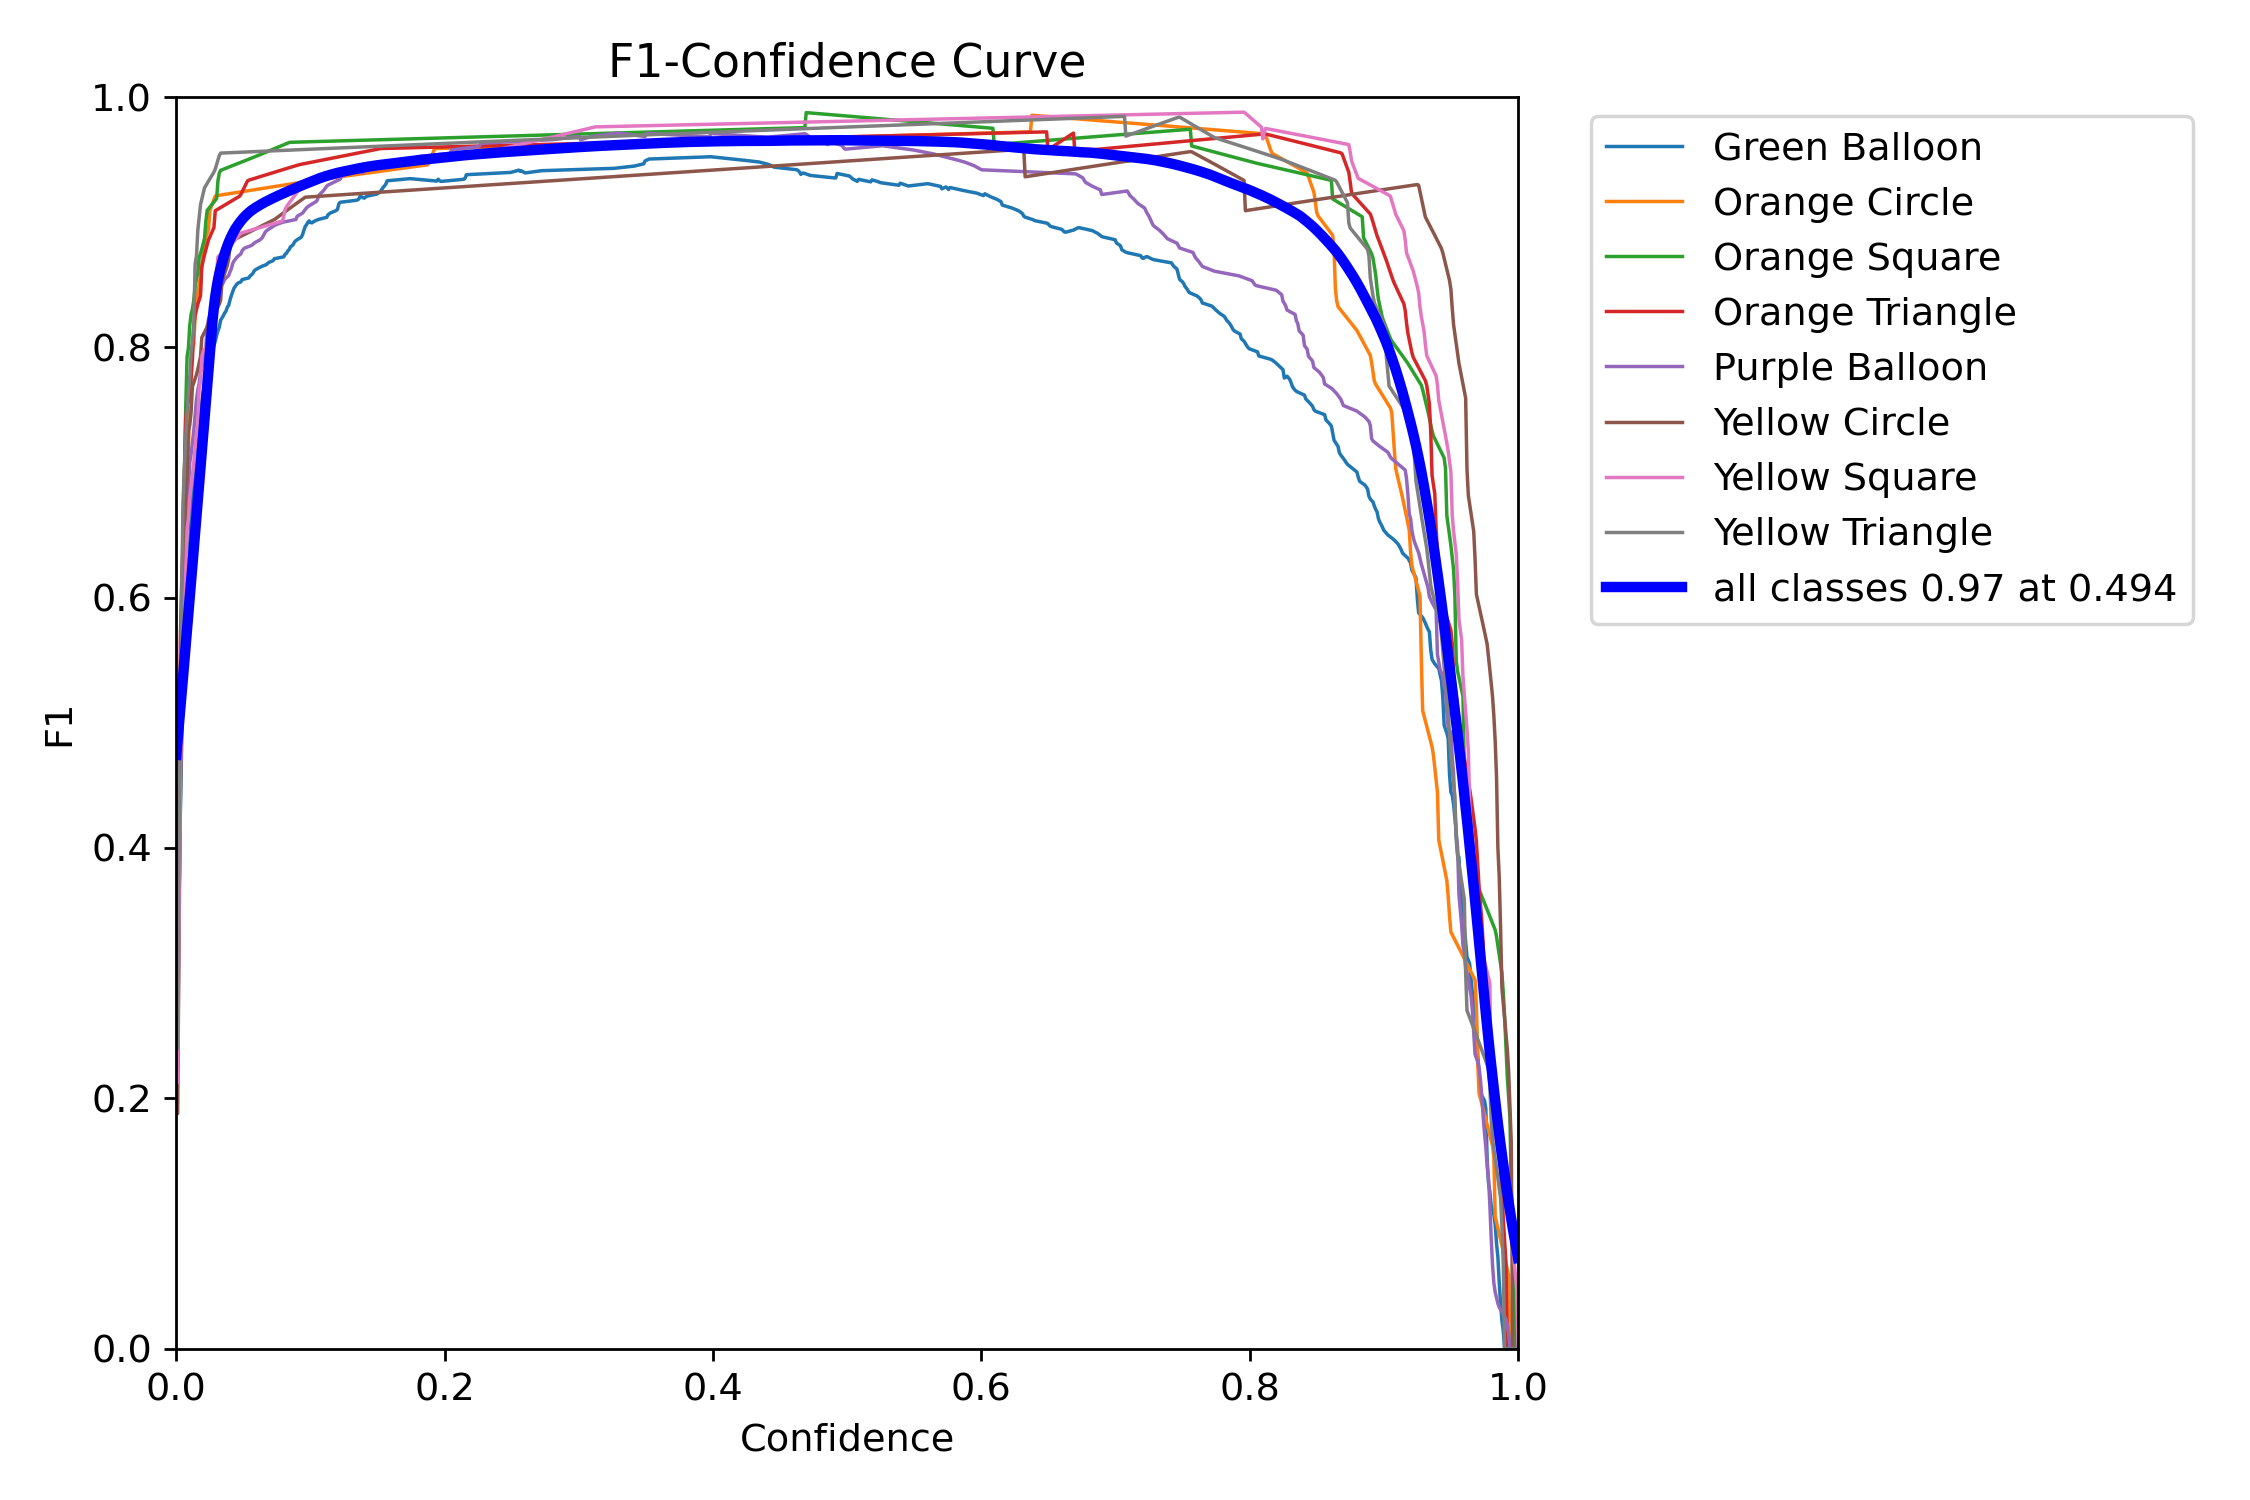 F1-Confidence Curve
1.0
0.8
0.6
0.4
0.2
0.0
F1
0.0 0.2 0.4 0.6 0.8 1.0
Confidence
Green Balloon
Orange Circle
Orange Square
Orange Triangle
Purple Balloon
Yellow Circle
Yellow Square
Yellow Triangle
all classes 0.97 at 0.494